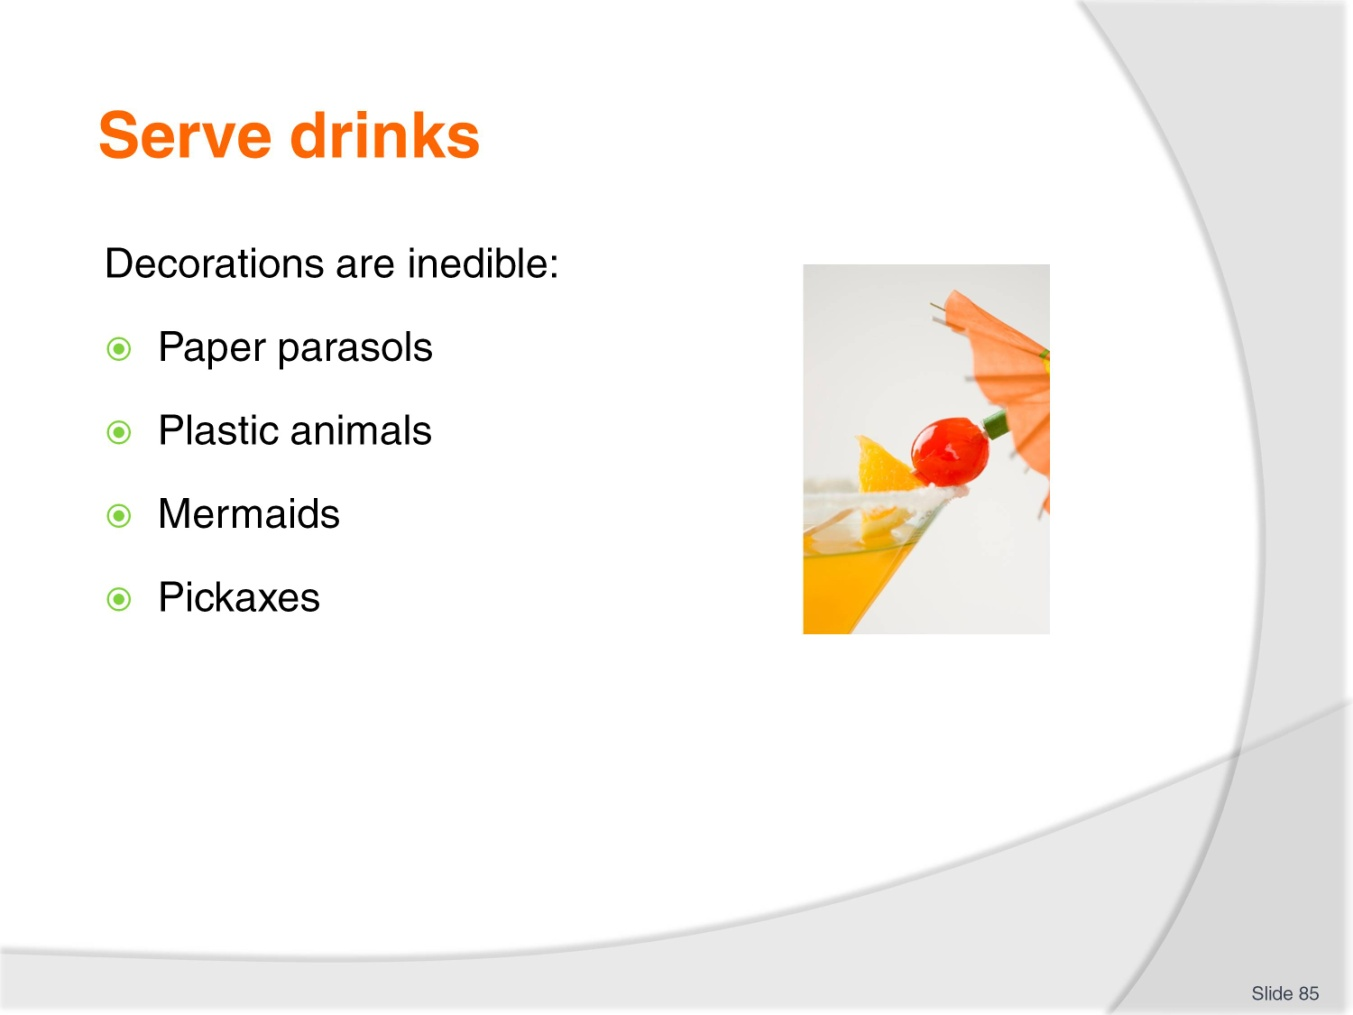 Serve drinks
Decorations are inedible:
Paper parasols
Plastic animals
Mermaids
Pickaxes
Slide 85